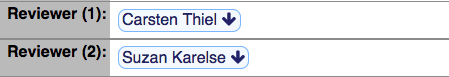 Reviewer (1): Carsten Thiel
Reviewer (2): Suzan Karelse